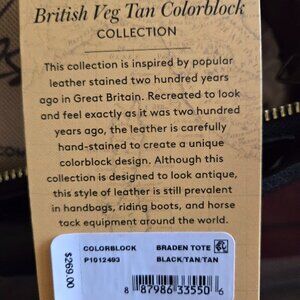 British Veg Tan Colorblock
COLLECTION
This collection is inspired by popular
leather stained two hundred years
ago in Great Britain. Recreated to look
and feel exactly as it was two hundred
years ago, the leather is carefully
hand-stained to create a unique
colorblock design. Although this
collection is designed to look antique,
this style of leather is still prevalent
in handbags, riding boots, and horse
tack equipment around the world.
$269.00
COLORBLOCK BRADEN TOTE
P1012493 BLACK/TAN/TAN
8 87986 33550 6